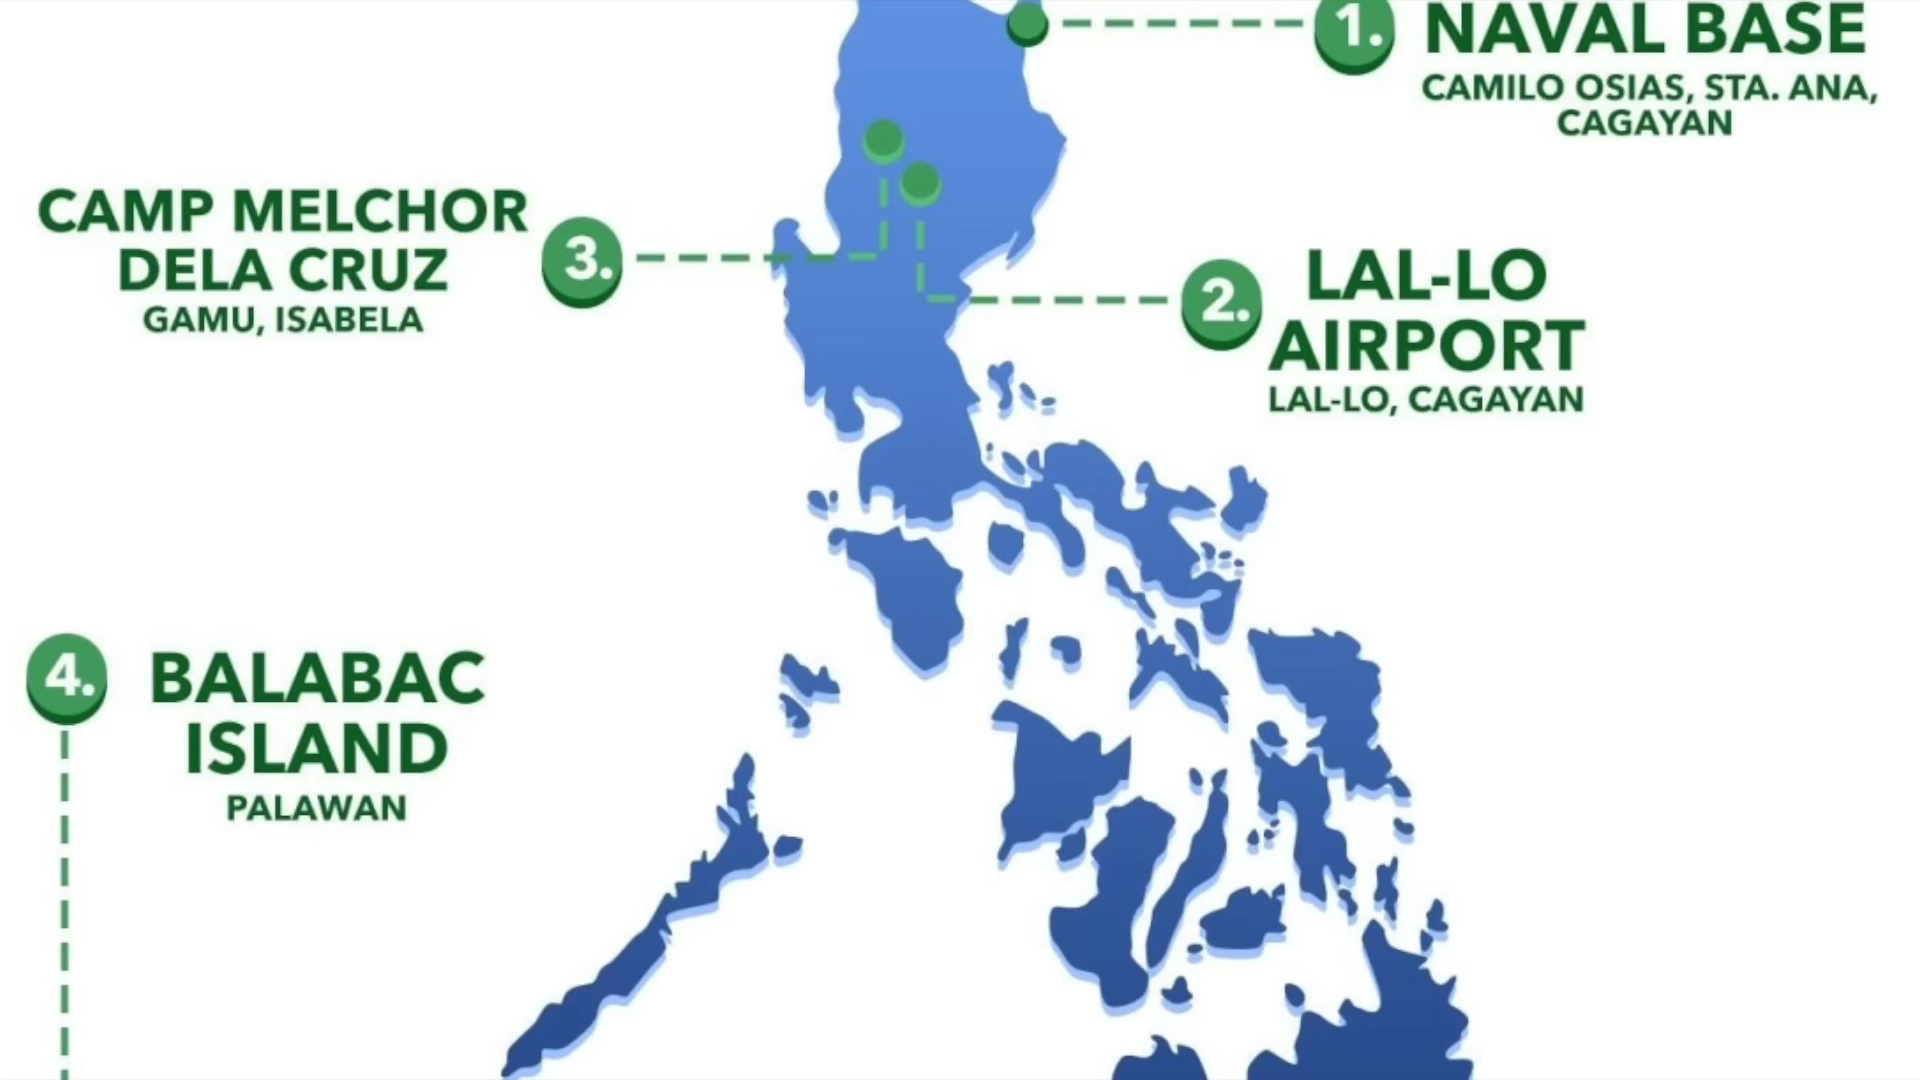 1.
NAVAL BASE
CAMILO OSIAS, STA. ANA,
CAGAYAN
CAMP MELCHOR
DELA CRUZ
GAMU, ISABELA
3.
2.
LAL-LO
AIRPORT
LAL-LO, CAGAYAN
4.
BALABAC
ISLAND
PALAWAN